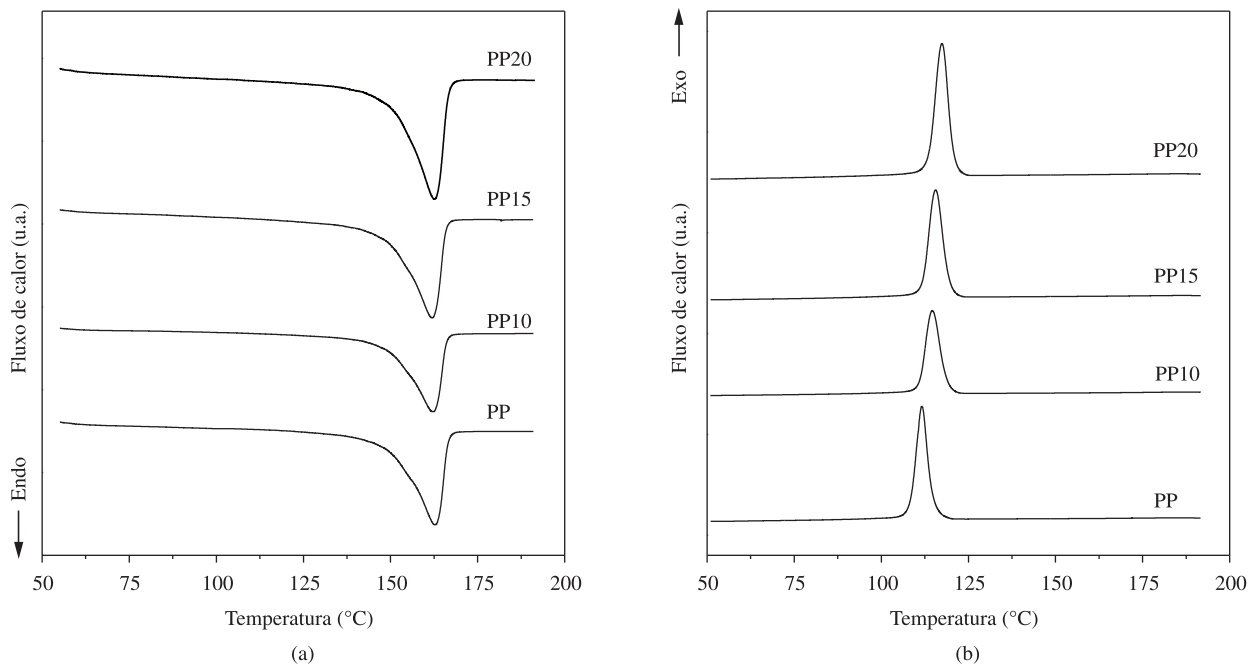 PP20
PP15
PP10
PP
Fluxo de calor (u.a.)
Endo
50 75 100 125 150 175 200
Temperatura (°C)
(a)
Exo
Fluxo de calor (u.a.)
PP20
PP15
PP10
PP
50 75 100 125 150 175 200
Temperatura (°C)
(b)